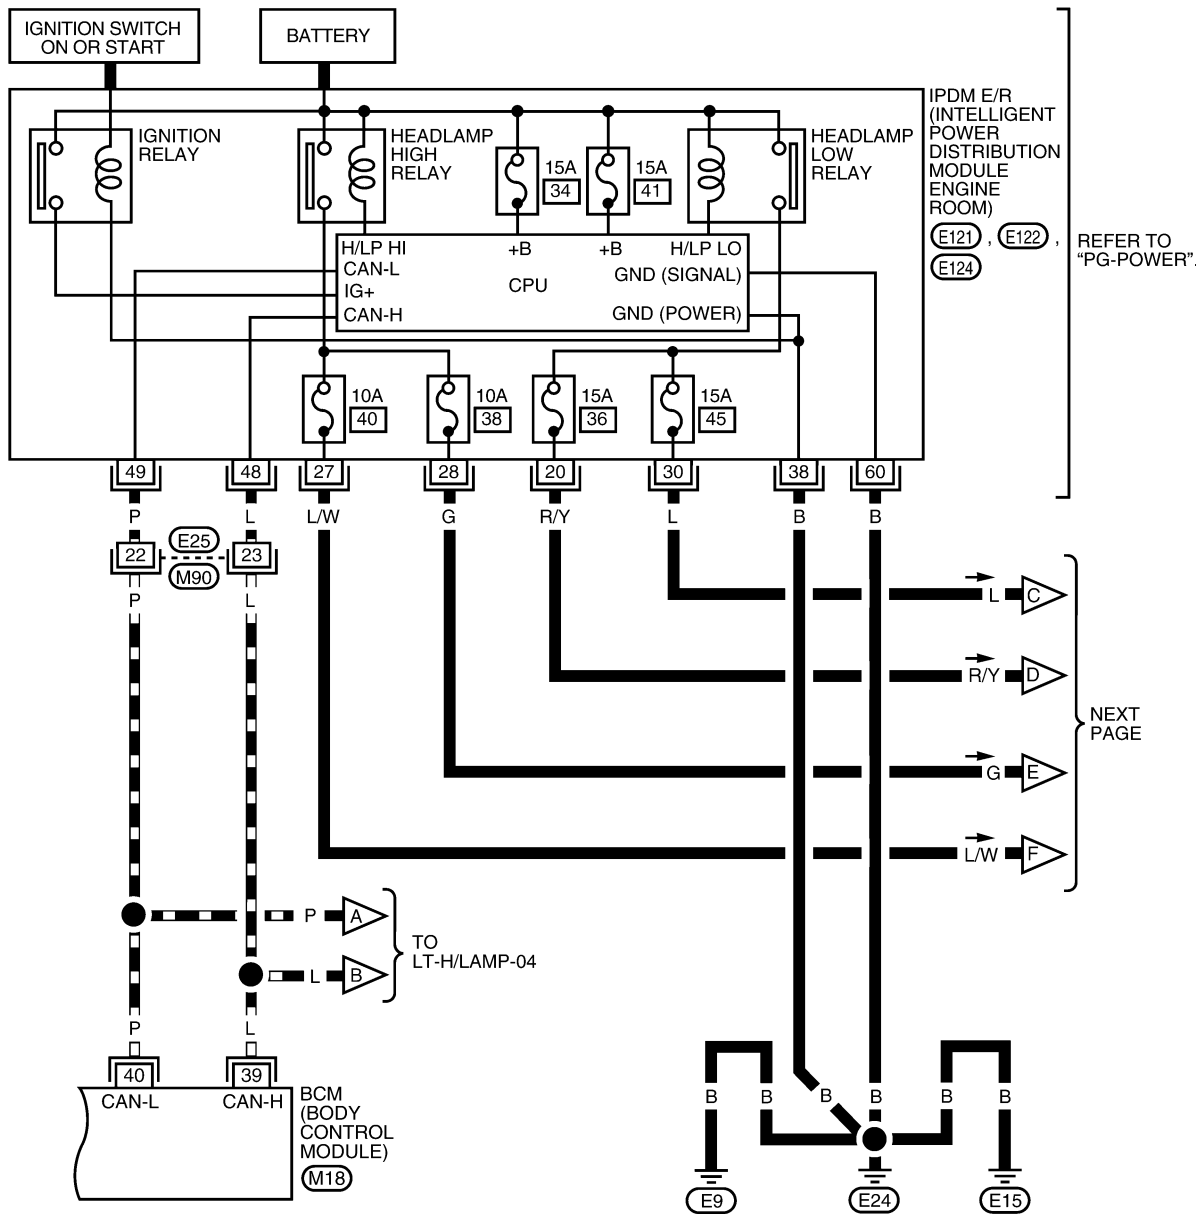 IGNITION SWITCH
ON OR START
BATTERY
IPDM E/R
(INTELLIGENT
POWER
DISTRIBUTION
MODULE
ENGINE
ROOM)
E121 , E122 ,
E124
REFER TO
“PG-POWER”.
IGNITION
RELAY
HEADLAMP
HIGH
RELAY
15A
34
15A
41
HEADLAMP
LOW
RELAY
H/LP HI
+B
+B
H/LP LO
CAN-L
GND (SIGNAL)
CPU
IG+
CAN-H
GND (POWER)
10A
40
10A
38
15A
36
15A
45
49
48
27
28
20
30
38
60
P
L
L/W
G
R/Y
L
B
B
22
E25
M90
23
P
L
L
C
R/Y
D
NEXT
PAGE
G
E
L/W
F
P
A
TO
LT-H/LAMP-04
L
B
P
L
40
39
CAN-L
CAN-H
BCM
(BODY
CONTROL
MODULE)
M18
B
B
B
B
B
B
E9
E24
E15